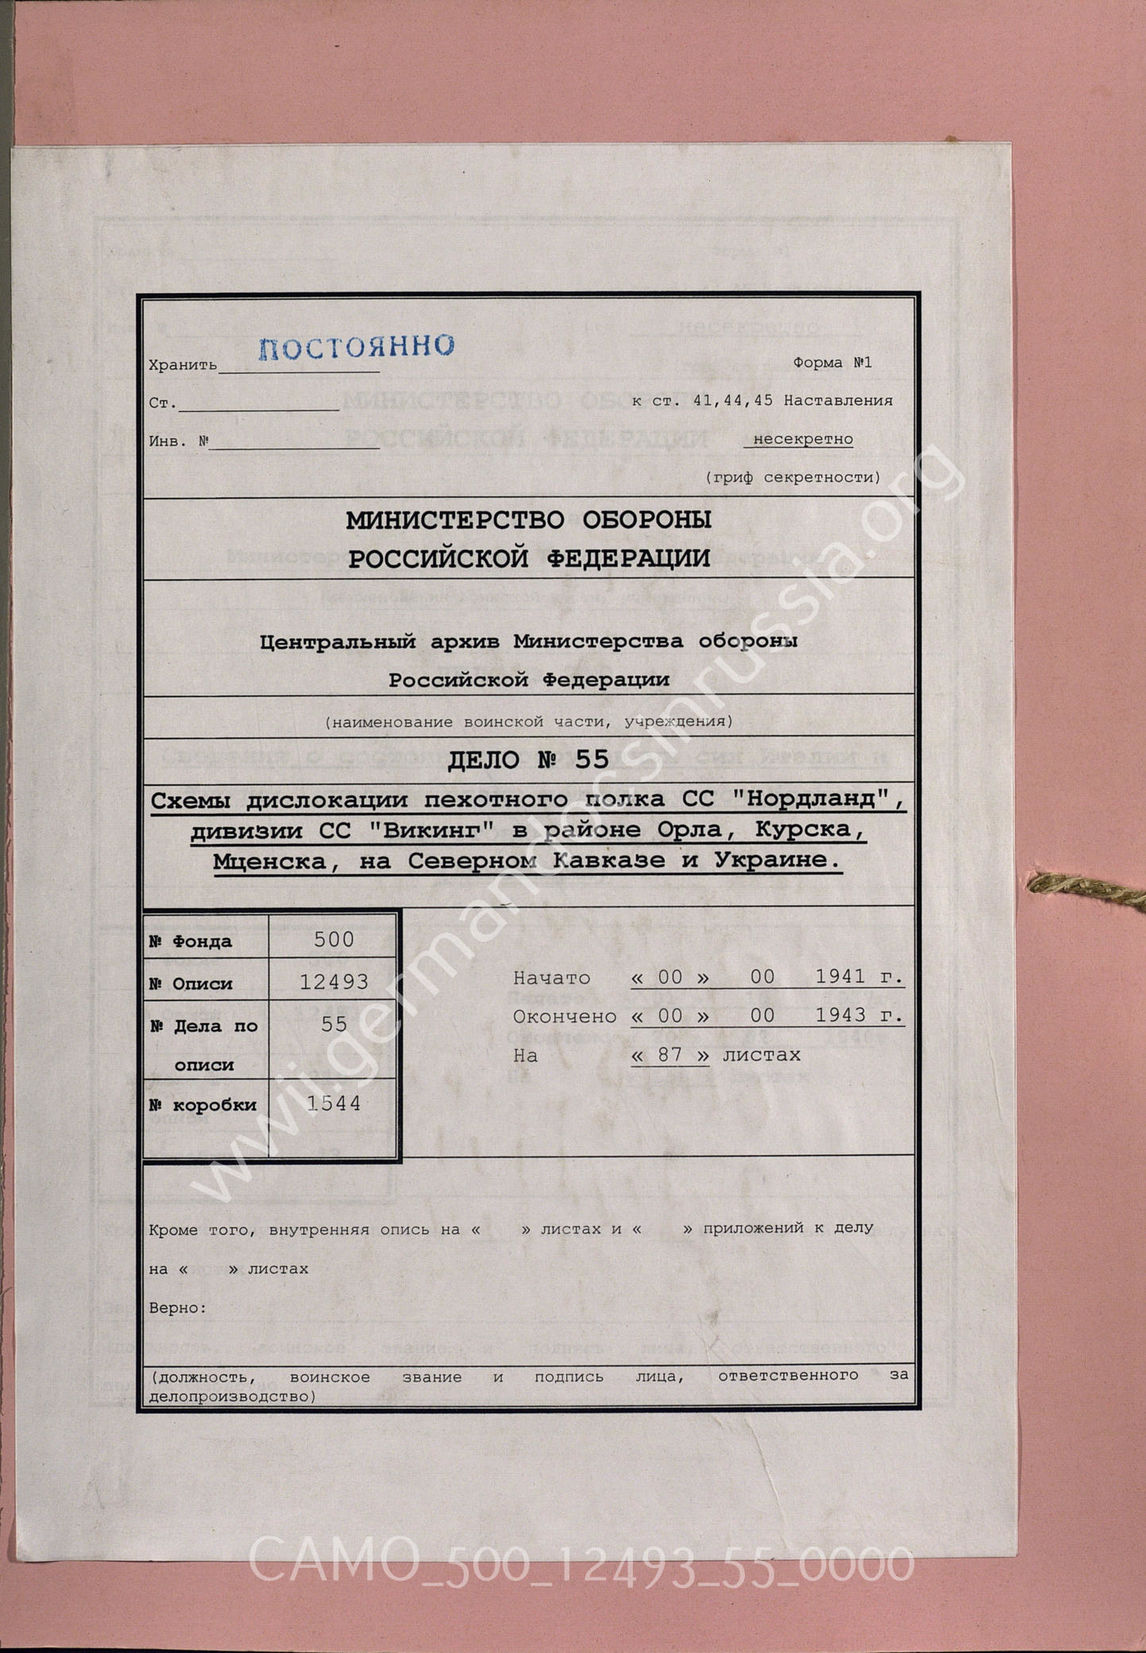 Хранить ПОСТОЯННО
Форма №1
Ст.
к ст. 41,44,45 Наставления
Инв. №
несекретно
(гриф секретности)
МИНИСТЕРСТВО ОБОРОНЫ
РОССИЙСКОЙ ФЕДЕРАЦИИ
Центральный архив Министерства обороны
Российской Федерации
(наименование воинской части, учреждения)
ДЕЛО № 55
Схемы дислокации пехотного полка СС "Нордланд",
дивизии СС "Викинг" в районе Орла, Курска,
Мценска, на Северном Кавказе и Украине.
№ Фонда 500
№ Описи 12493
№ Дела по 55
описи
№ коробки 1544
Начато « 00 » 00 1941 г.
Окончено « 00 » 00 1943 г.
На « 87 » листах
Кроме того, внутренняя опись на « » листах и « » приложений к делу
на « » листах
Верно:
(должность, воинское звание и подпись лица, ответственного за
делопроизводство)
wwii.germandocsinrussia.org
CAMO_500_12493_55_0000